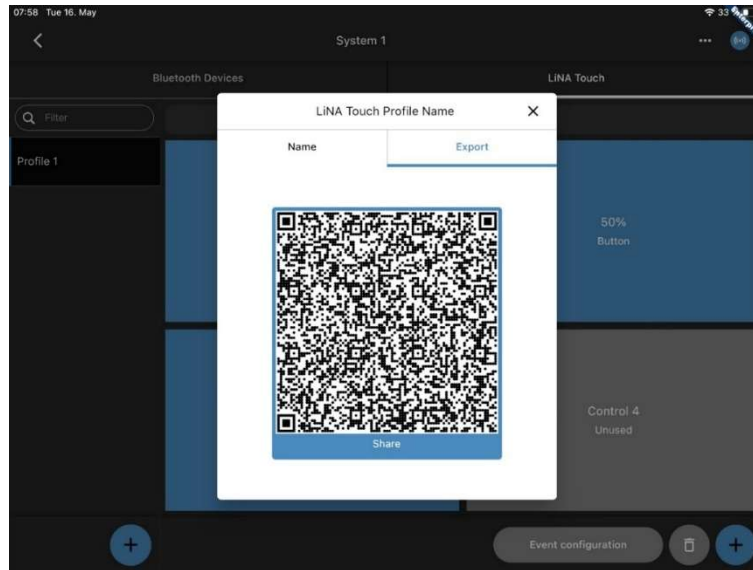 07:58 Tue 16. May
33
System 1
Bluetooth Devices
LiNA Touch
Filter
Profile 1
LiNA Touch Profile Name
Name
Export
Share
50%
Button
Control 4
Unused
Event configuration